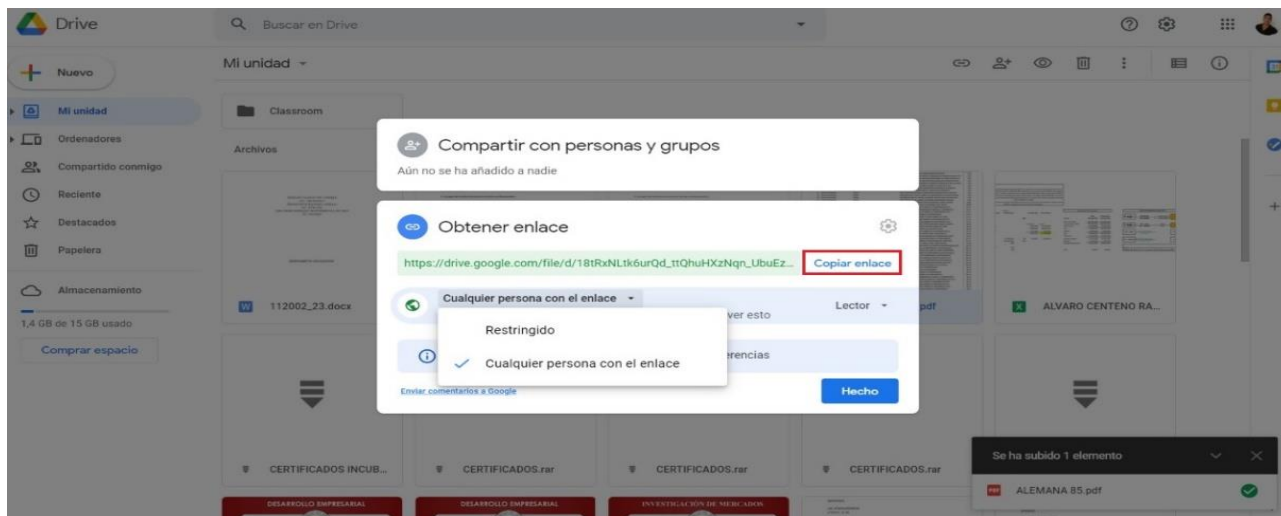 Drive
Buscar en Drive
Nuevo
Mi unidad
Ordenadores
Compartido conmigo
Reciente
Destacados
Papelera
Almacenamiento
1,4 GB de 15 GB usado
Comprar espacio
Mi unidad
Classroom
Archivos
Compartir con personas y grupos
Aún no se ha añadido a nadie
Obtener enlace
https://drive.google.com/file/d/18tRxNLtk6urQd_ttQhuHXzNqn_UbuEz...
Copiar enlace
Cualquier persona con el enlace
Lector
ver esto
Restringido
Cualquier persona con el enlace
erencias
Enviar comentarios a Google
Hecho
112002_23.docx
pdf
ALVARO CENTENO RA...
CERTIFICADOS INCUB...
CERTIFICADOS.rar
CERTIFICADOS.rar
CERTIFICADOS.rar
DESARROLLO EMPRESARIAL
DESARROLLO EMPRESARIAL
INVESTIGACIÓN DE MERCADOS
Se ha subido 1 elemento
ALEMANA 85.pdf